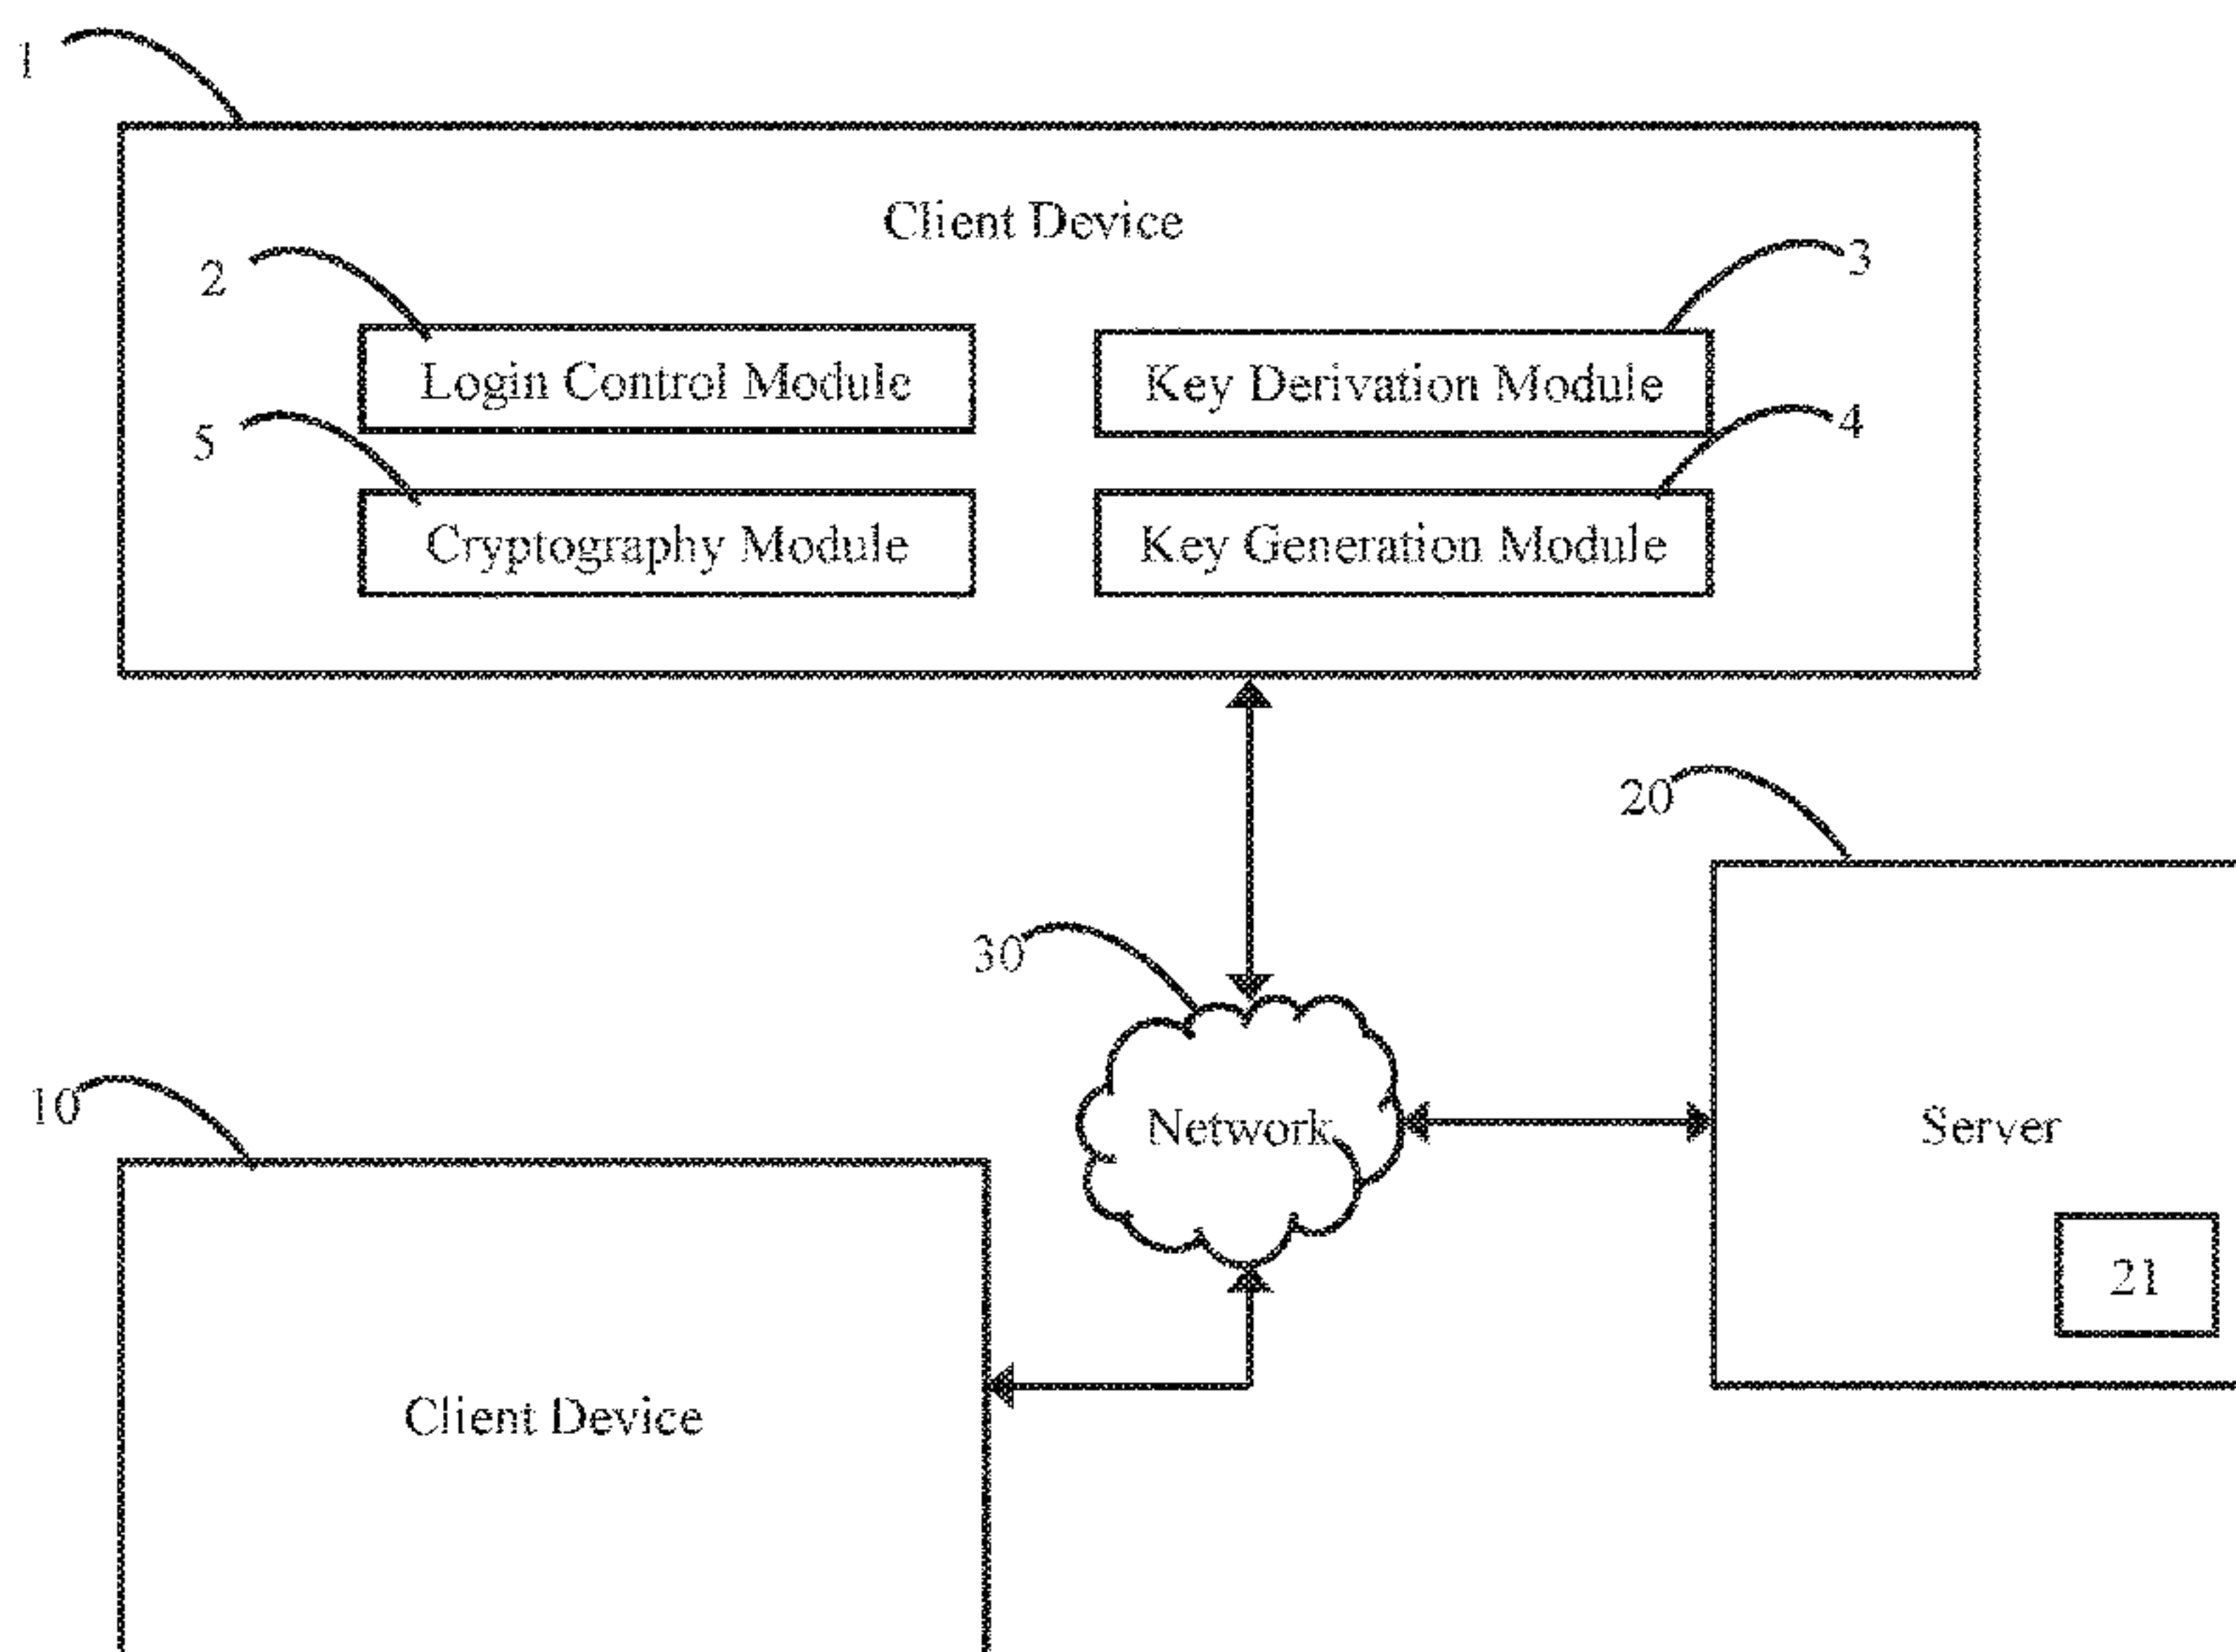 1
Client Device
2
3
Login Control Module
Key Derivation Module
5
4
Cryptography Module
Key Generation Module
20
30
10
Network
Server
21
Client Device